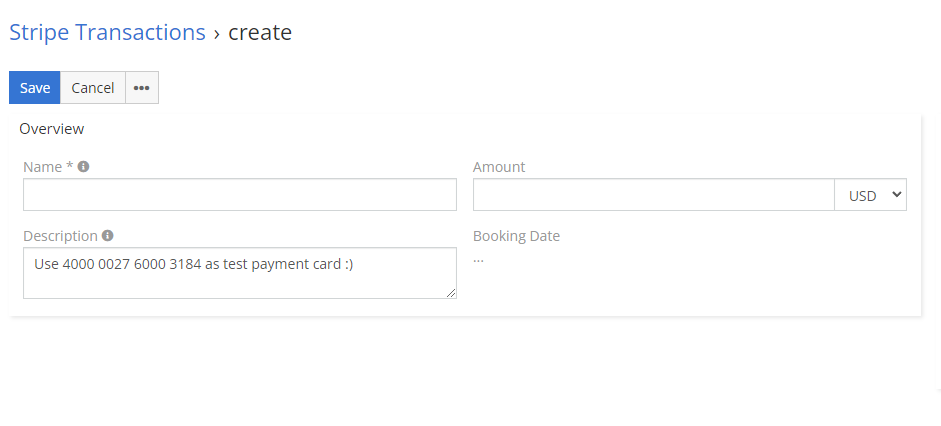 Stripe Transactions › create
Save Cancel •••
Overview
Name *
Amount
USD
Description
Use 4000 0027 6000 3184 as test payment card :)
Booking Date
...